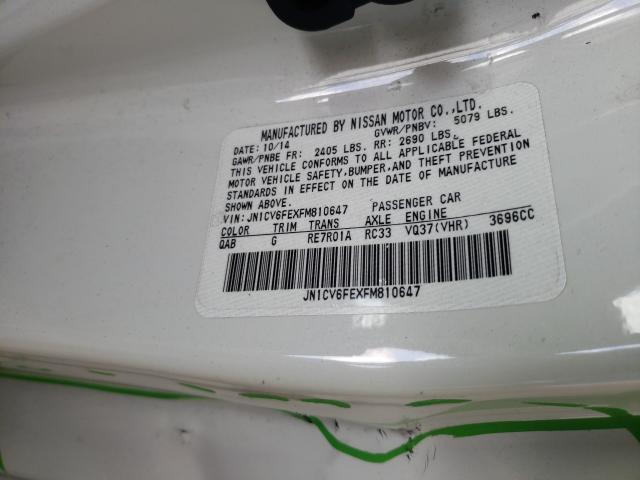 MANUFACTURED BY NISSAN MOTOR CO.,LTD.
DATE: 10/14 GVWR/PNBV: 5079 LBS.
GAWR/PNBE FR: 2405 LBS. RR: 2690 LBS.
THIS VEHICLE CONFORMS TO ALL APPLICABLE FEDERAL
MOTOR VEHICLE SAFETY,BUMPER,AND THEFT PREVENTION
STANDARDS IN EFFECT ON THE DATE OF MANUFACTURE
SHOWN ABOVE.
VIN: JN1CV6FEXFM810647 PASSENGER CAR
COLOR TRIM TRANS AXLE ENGINE
QAB G RE7R01A RC33 VQ37(VHR) 3696CC
JN1CV6FEXFM810647